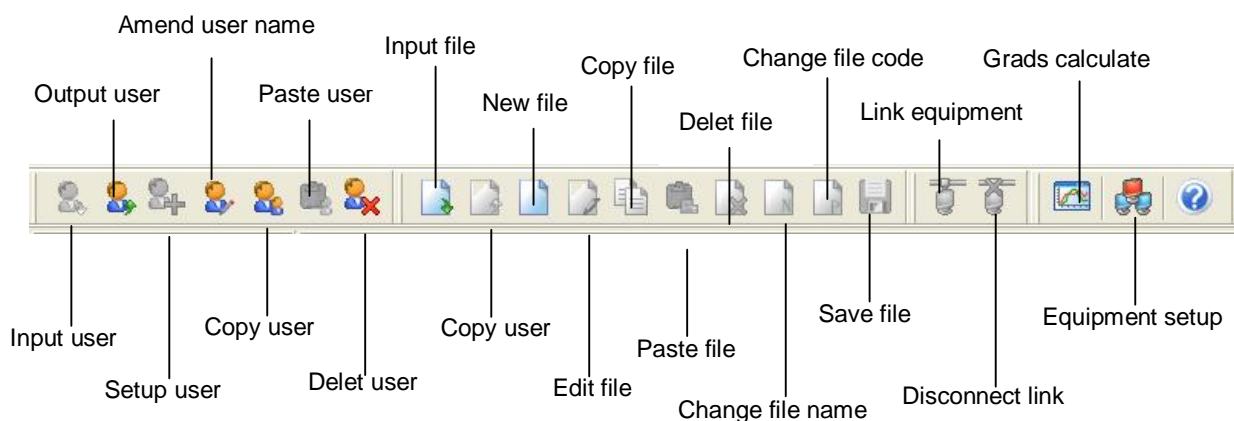 Amend user name
Input file
Copy file
Change file code
Grads calculate
Output user
Paste user
New file
Delet file
Link equipment
N
P
?
Input user
Setup user
Copy user
Delet user
Copy user
Edit file
Paste file
Change file name
Save file
Disconnect link
Equipment setup